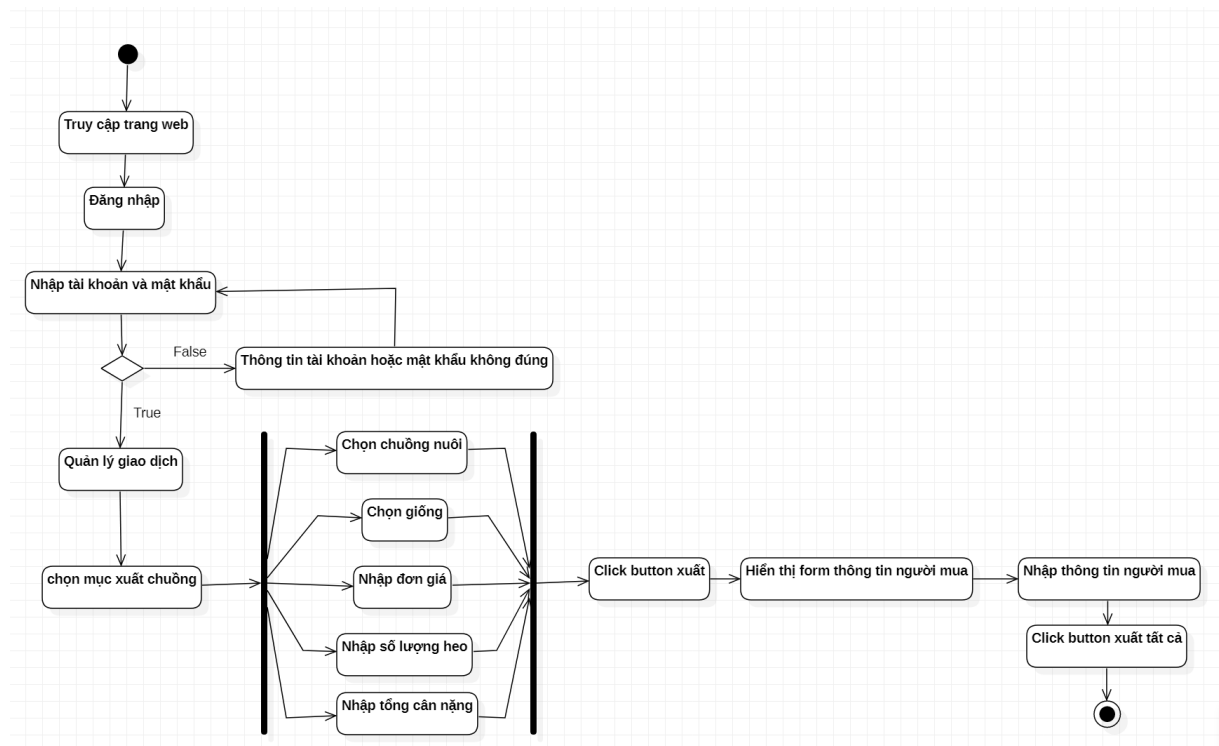 Truy cập trang web
Đăng nhập
Nhập tài khoản và mật khẩu
False
Thông tin tài khoản hoặc mật khẩu không đúng
True
Quản lý giao dịch
chọn mục xuất chuồng
Chọn chuồng nuôi
Chọn giống
Nhập đơn giá
Nhập số lượng heo
Nhập tổng cân nặng
Click button xuất
Hiển thị form thông tin người mua
Nhập thông tin người mua
Click button xuất tất cả